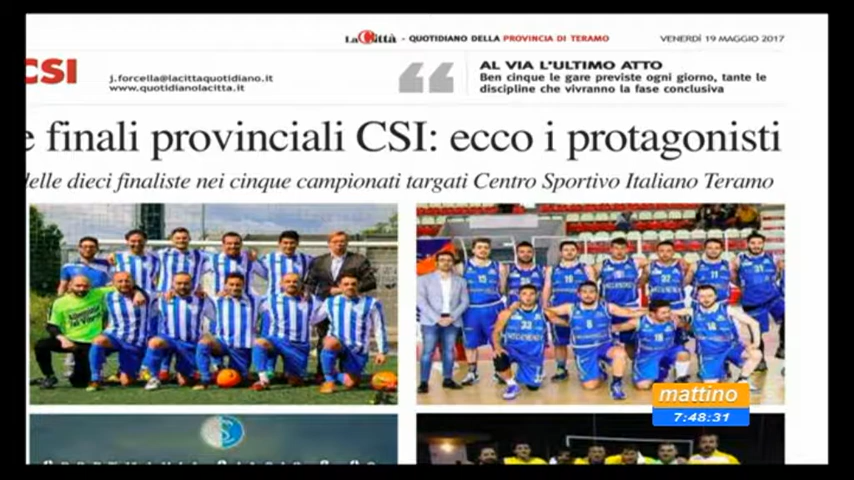 La Città - QUOTIDIANO DELLA PROVINCIA DI TERAMO
VENERDÌ 19 MAGGIO 2017
CSI
j.forcella@lacittaquotidiano.it
www.quotidianolacitta.it
“
AL VIA L'ULTIMO ATTO
Ben cinque le gare previste ogni giorno, tante le
discipline che vivranno la fase conclusiva
e finali provinciali CSI: ecco i protagonisti
delle dieci finaliste nei cinque campionati targati Centro Sportivo Italiano Teramo
mattino
7:48:31